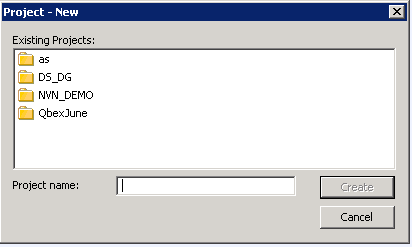 Project - New
Existing Projects:
as
DS_DG
NVN_DEMO
QbexJune
Project name:
Create
Cancel